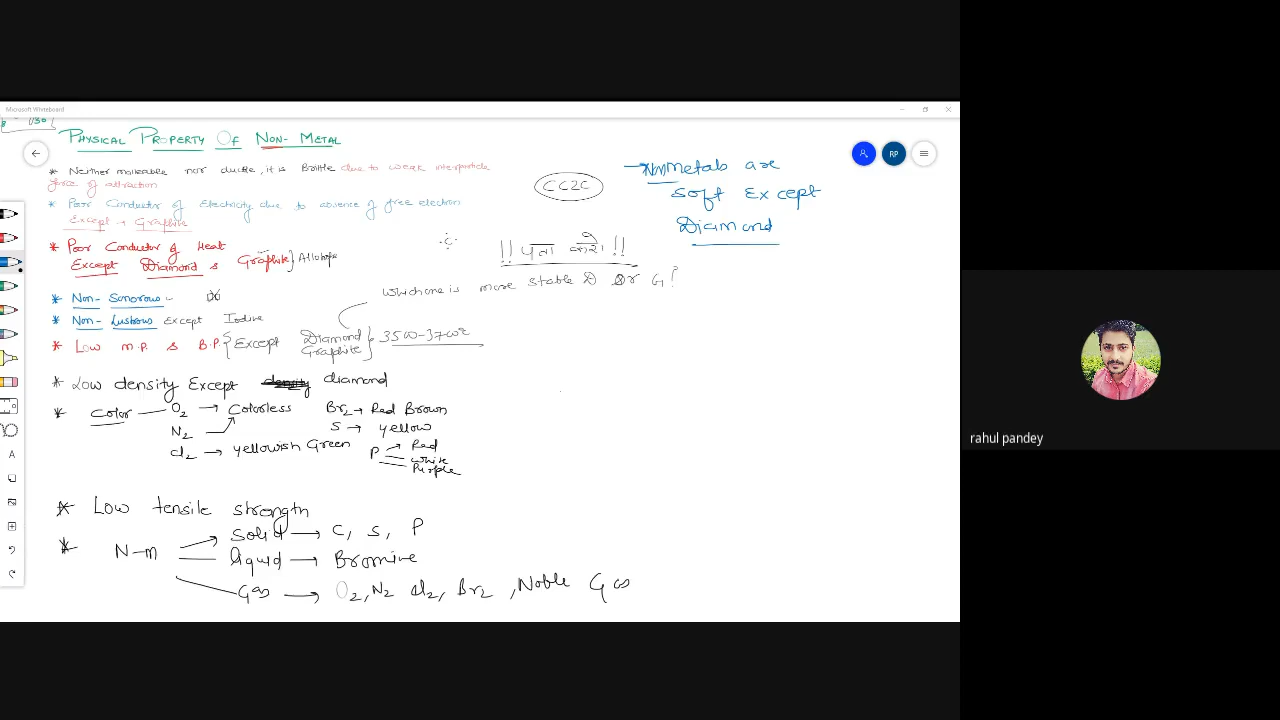 Microsoft Whiteboard
PHYSICAL PROPERTY OF NON-METAL
* Neither malleable nor ductile, it is Brittle due to weak interparticle
force of attraction
* Poor Conductor of Electricity due to absence of free electron
Except → Graphite
* Poor Conductor of Heat
Except Diamond & Graphite } Allotrope
* Non-Sonorous
* Non-Lustrous Except Iodine
* Low M.P. & B.P. { Except Diamond
Graphite } 3500-3700°C
* Low density Except diamond
* Color — O2 → Colorless
N2
Cl2 → Yellowish Green
Br2 → Red Brown
S → yellow
P → Red
White
Purple
* Low tensile strength
* N-m
Solid → C, S, P
liquid → Bromine
Gas → O2, N2 Cl2, Br2, Noble Gas
CC2C
!! पता करो !!
which one is more stable D or G?
metals are
Soft Except
Diamond
RP
rahul pandey